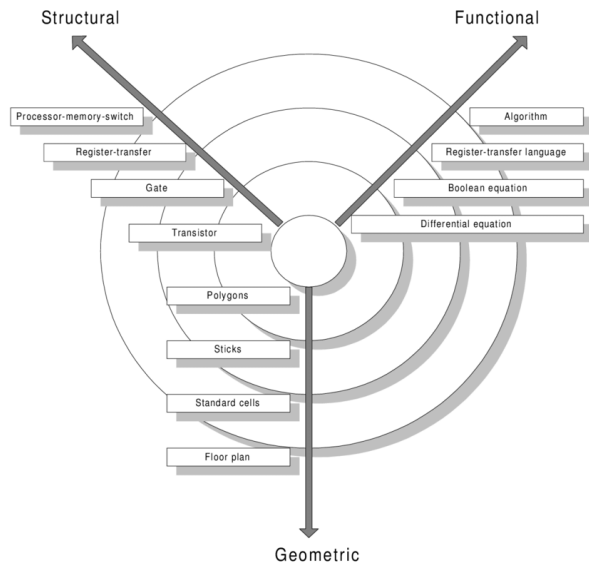 Structural
Functional
Processor-memory-switch
Algorithm
Register-transfer
Register-transfer language
Gate
Boolean equation
Transistor
Differential equation
Polygons
Sticks
Standard cells
Floor plan
Geometric